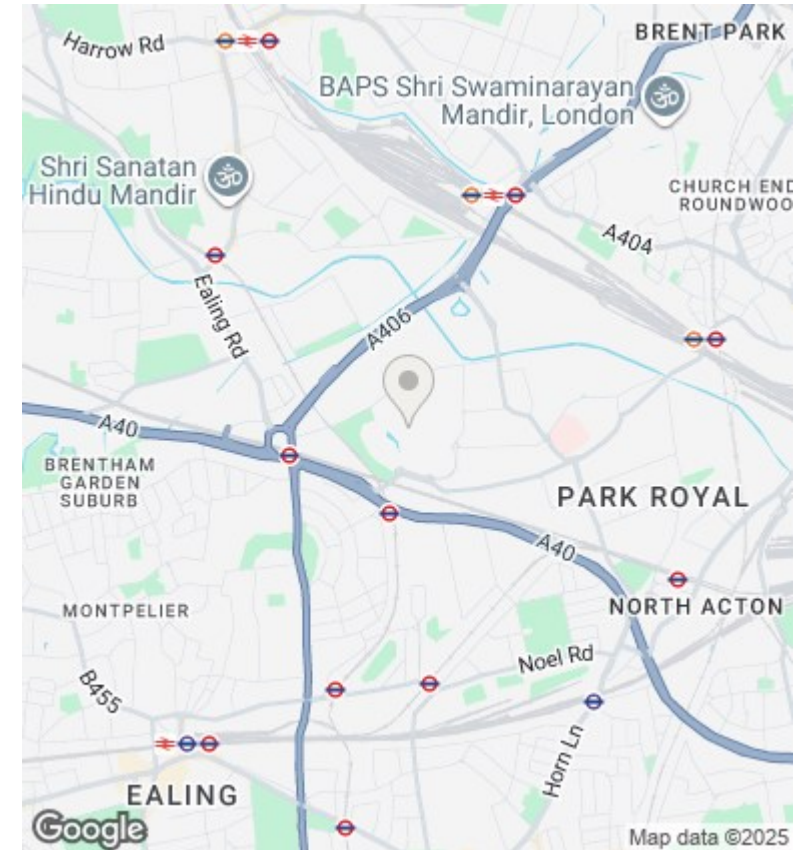 Harrow Rd
BRENT PARK
BAPS Shri Swaminarayan
Mandir, London
Shri Sanatan
Hindu Mandir
CHURCH END
ROUNDWOO
A404
Ealing Rd
A406
A40
BRENTHAM
GARDEN
SUBURB
PARK ROYAL
A40
NORTH ACTON
MONTPELIER
Noel Rd
B455
Horn Ln
EALING
Google
Map data ©2025